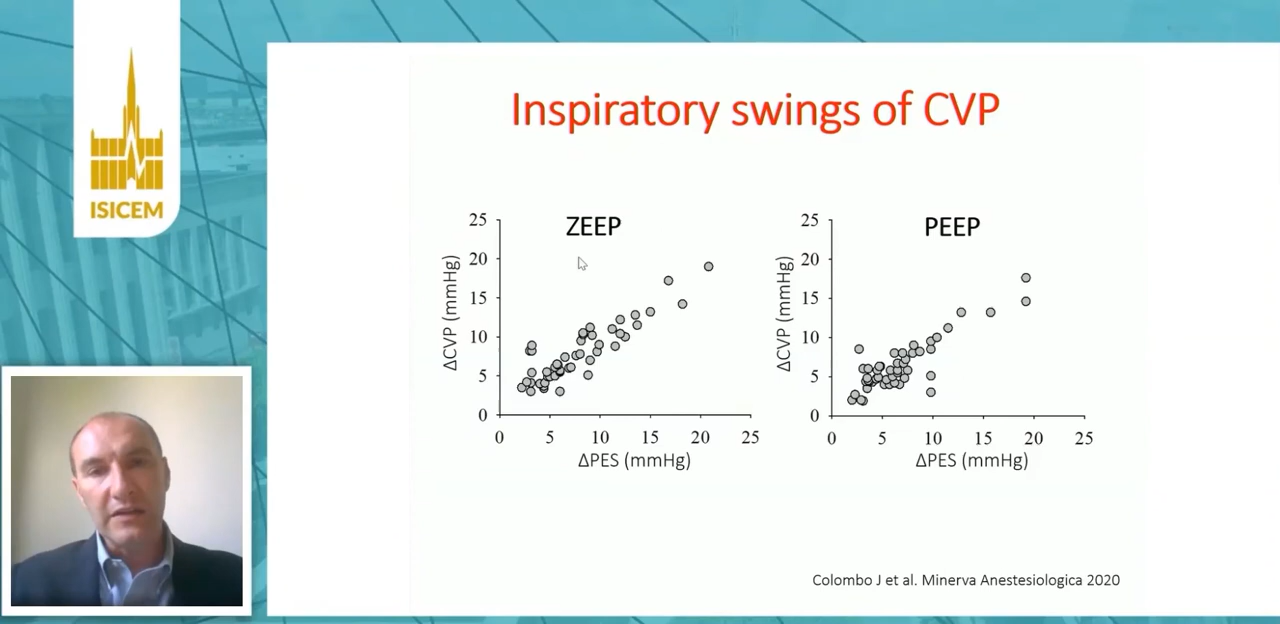 ISICEM
Inspiratory swings of CVP
ZEEP
25
20
15
10
5
0
ΔCVP (mmHg)
0 5 10 15 20 25
ΔPES (mmHg)
PEEP
25
20
15
10
5
0
ΔCVP (mmHg)
0 5 10 15 20 25
ΔPES (mmHg)
Colombo J et al. Minerva Anestesiologica 2020